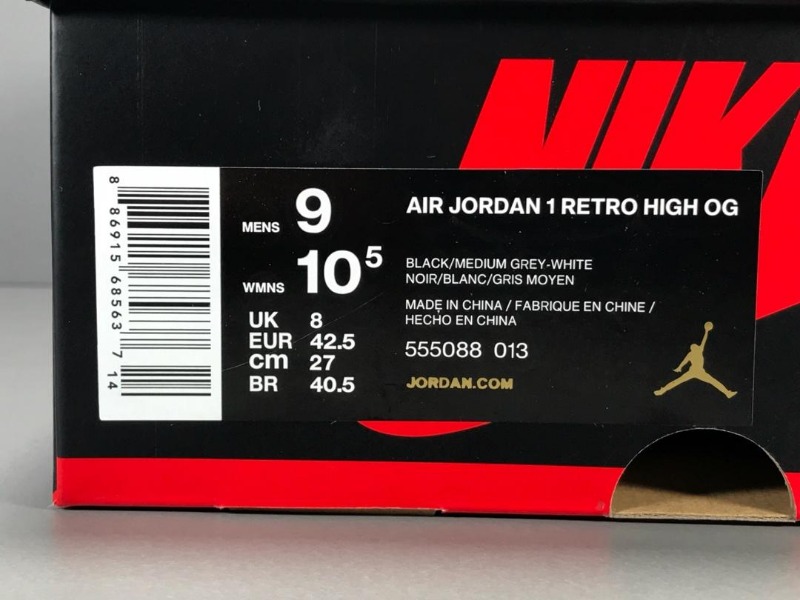 NIKE
8 86915 68563 7 14
MENS 9
WMNS 10⁵
UK 8
EUR 42.5
cm 27
BR 40.5
AIR JORDAN 1 RETRO HIGH OG
BLACK/MEDIUM GREY-WHITE
NOIR/BLANC/GRIS MOYEN
MADE IN CHINA / FABRIQUE EN CHINE /
HECHO EN CHINA
555088 013
JORDAN.COM